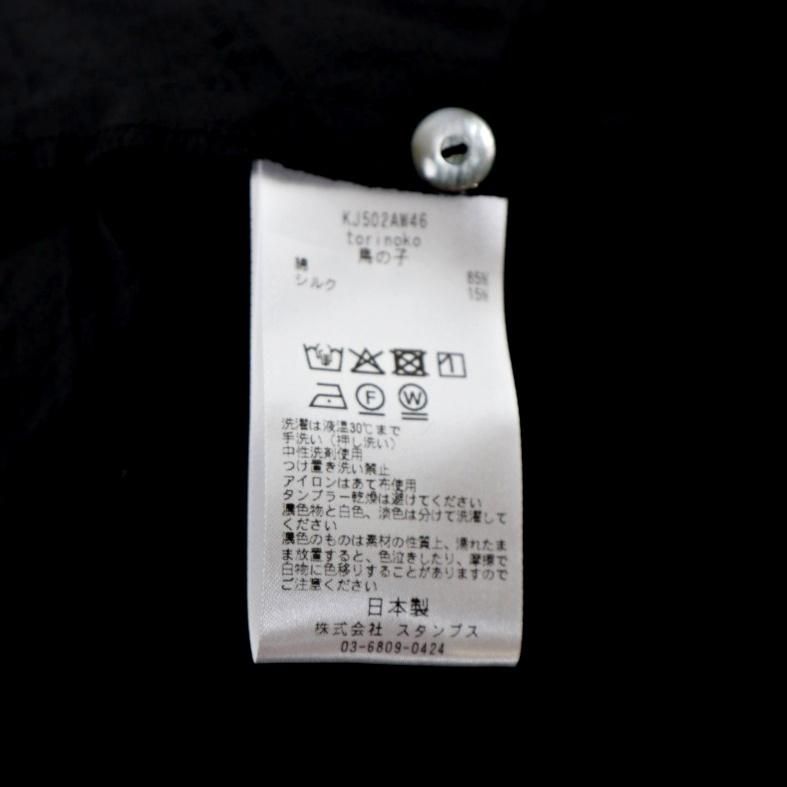 KJ502AW46
torinoko
鳥の子
綿 85%
シルク 15%
F W
洗濯は液温30℃まで
手洗い（押し洗い）
中性洗剤使用
つけ置き洗い禁止
アイロンはあて布使用
タンブラー乾燥は避けてください
濃色物と白色、淡色は分けて洗濯して
ください
濃色のものは素材の性質上、濡れたま
ま放置すると、色泣きしたり、摩擦で
白物に色移りすることがありますので
ご注意ください
日本製
株式会社 スタンプス
03-6809-0424